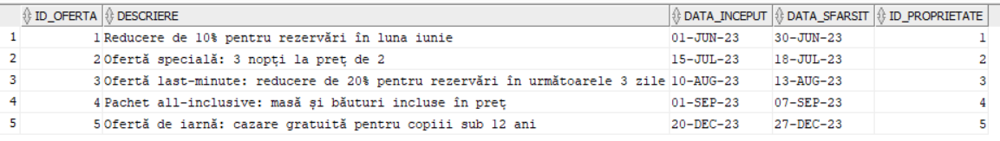 ID_OFERTA DESCRIERE DATA_INCEPUT DATA_SFARSIT ID_PROPRIETATE
1 1 Reducere de 10% pentru rezervări în luna iunie 01-JUN-23 30-JUN-23 1
2 2 Ofertă specială: 3 nopți la preț de 2 15-JUL-23 18-JUL-23 2
3 3 Ofertă last-minute: reducere de 20% pentru rezervări în următoarele 3 zile 10-AUG-23 13-AUG-23 3
4 4 Pachet all-inclusive: masă și băuturi incluse în preț 01-SEP-23 07-SEP-23 4
5 5 Ofertă de iarnă: cazare gratuită pentru copiii sub 12 ani 20-DEC-23 27-DEC-23 5